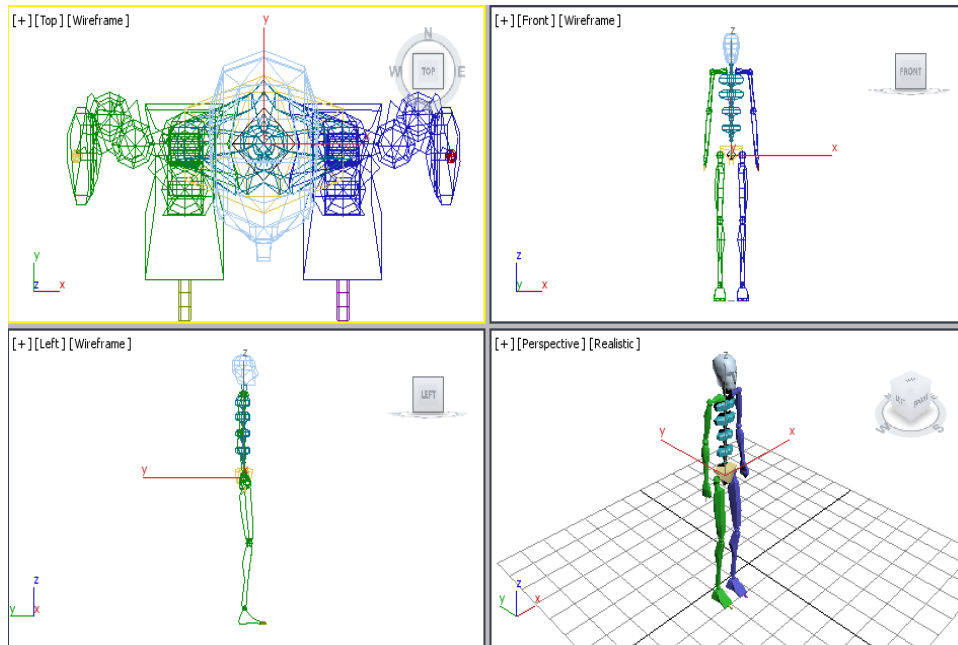 [+] [Top] [Wireframe]
y
N
W TOP E
x
y
z x
[+] [Front] [Wireframe]
z
FRONT
x
z
y x
[+] [Left] [Wireframe]
z
LEFT
y
z
y x
[+] [Perspective] [Realistic]
z
y
x
W S
z
y x